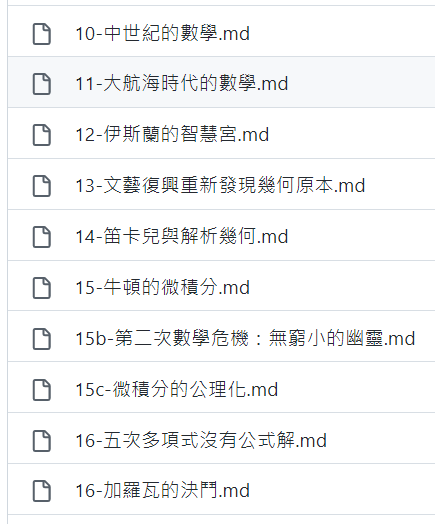 10-中世紀的數學.md
11-大航海時代的數學.md
12-伊斯蘭的智慧宮.md
13-文藝復興重新發現幾何原本.md
14-笛卡兒與解析幾何.md
15-牛頓的微積分.md
15b-第二次數學危機：無窮小的幽靈.md
15c-微積分的公理化.md
16-五次多項式沒有公式解.md
16-加羅瓦的決鬥.md